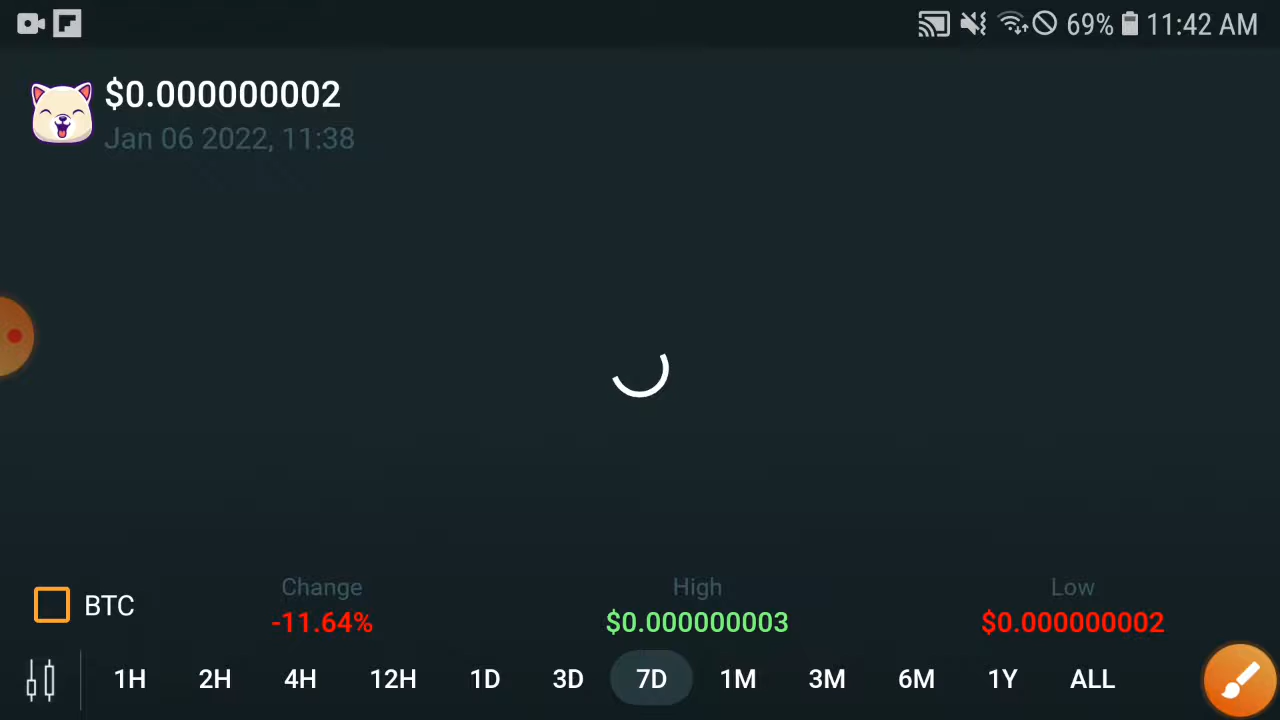 69% 11:42 AM
$0.000000002
Jan 06 2022, 11:38
BTC
Change
-11.64%
High
$0.000000003
Low
$0.000000002
1H 2H 4H 12H 1D 3D 7D 1M 3M 6M 1Y ALL